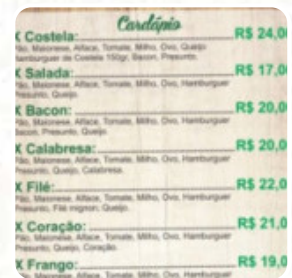 Cardápio
X Costela: R$ 24,0
Pão, Maionese, Alface, Tomate, Milho, Ovo, Queijo
hamburguer de Costela 150gr, Bacon, Presunto.
X Salada: R$ 17,0
Pão, Maionese, Alface, Tomate, Milho, Ovo, Hamburguer
Presunto, Queijo.
X Bacon: R$ 20,0
Pão, Maionese, Alface, Tomate, Milho, Ovo, Hamburguer
Bacon, Presunto, Queijo.
X Calabresa: R$ 20,0
Pão, Maionese, Alface, Tomate, Milho, Ovo, Hamburguer
Presunto, Queijo, Calabresa.
X Filé: R$ 22,0
Pão, Maionese, Alface, Tomate, Milho, Ovo, Hamburguer
Presunto, Filé mignon, Queijo.
X Coração: R$ 21,0
Pão, Maionese, Alface, Tomate, Milho, Ovo, Hamburguer
Presunto, Queijo, Coração.
X Frango: R$ 19,0
Pão, Maionese, Alface, Tomate, Milho, Ovo, Hamburguer